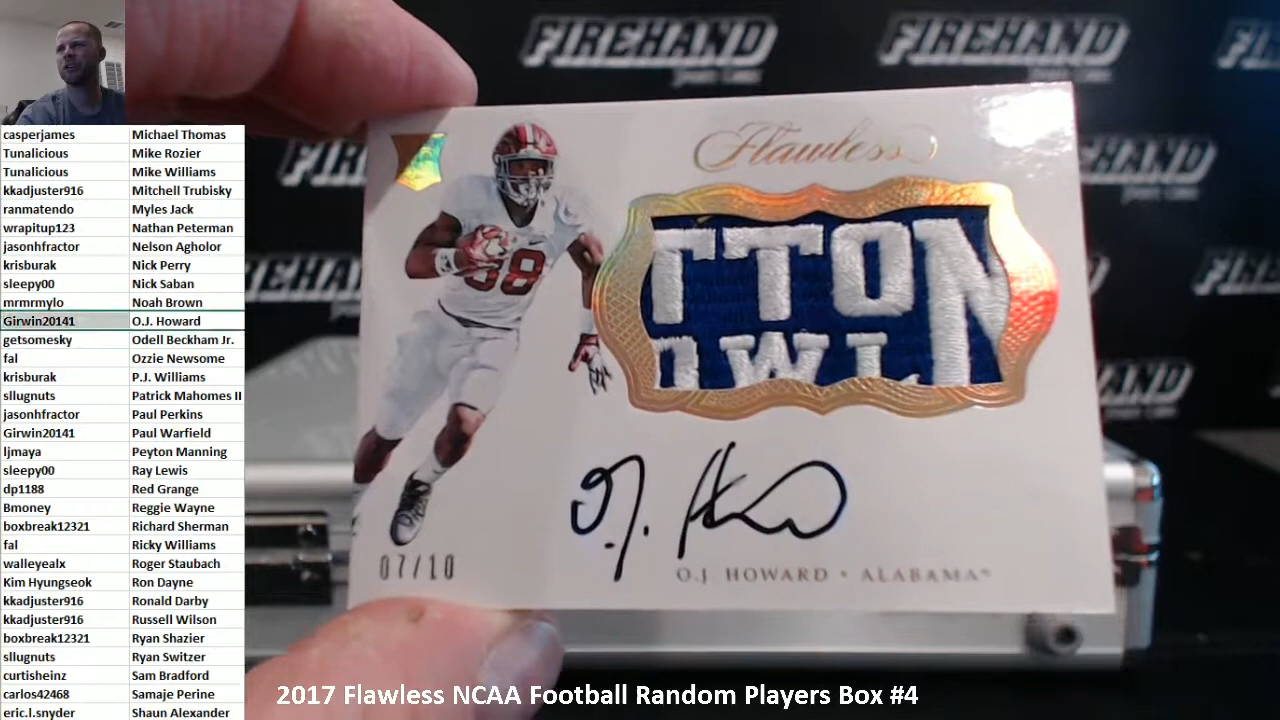 FIREHAND
FIREHAND
casperjames Michael Thomas
Tunalicious Mike Rozier
Tunalicious Mike Williams
kkadjuster916 Mitchell Trubisky
ranmatendo Myles Jack
wrapitup123 Nathan Peterman
jasonhfractor Nelson Agholor
krisburak Nick Perry
sleepy00 Nick Saban
mrmrmylo Noah Brown
Girwin20141 O.J. Howard
getsomesky Odell Beckham Jr.
fal Ozzie Newsome
krisburak P.J. Williams
sllugnuts Patrick Mahomes II
jasonhfractor Paul Perkins
Girwin20141 Paul Warfield
ljmaya Peyton Manning
sleepy00 Ray Lewis
dp1188 Red Grange
Bmoney Reggie Wayne
boxbreak12321 Richard Sherman
fal Ricky Williams
walleyealx Roger Staubach
Kim Hyungseok Ron Dayne
kkadjuster916 Ronald Darby
kkadjuster916 Russell Wilson
boxbreak12321 Ryan Shazier
sllugnuts Ryan Switzer
curtisheinz Sam Bradford
carlos42468 Samaje Perine
eric.l.snyder Shaun Alexander
Flawless
88
TTON
OWL
O.J. Howard
07/10
O.J. HOWARD • ALABAMA®
2017 Flawless NCAA Football Random Players Box #4